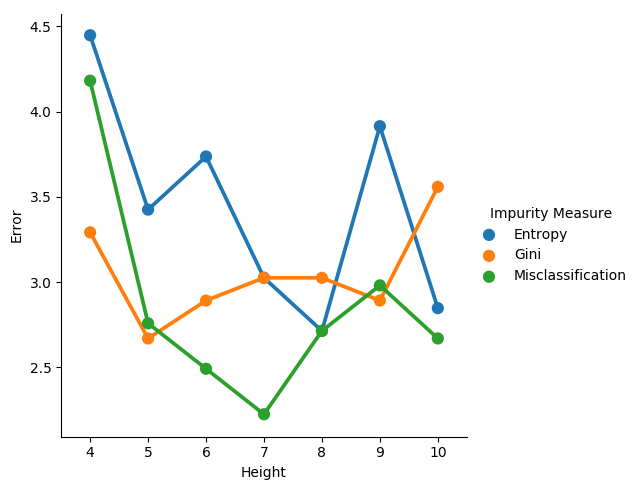 4.5
4.0
3.5
3.0
2.5
Error
4 5 6 7 8 9 10
Height
Impurity Measure
Entropy
Gini
Misclassification